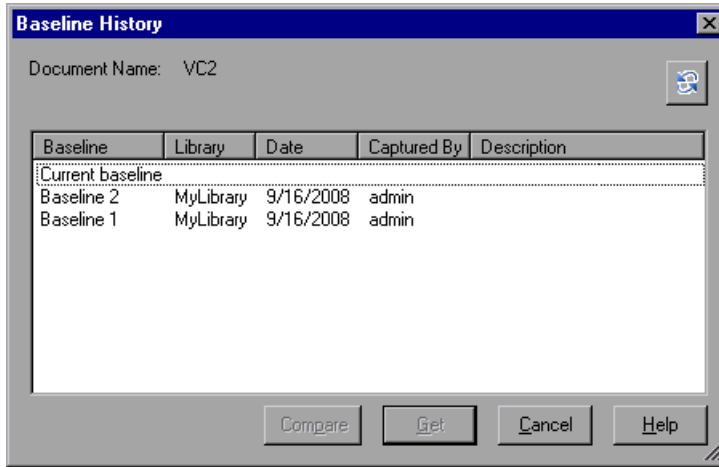 Baseline History
Document Name: VC2
Baseline Library Date Captured By Description
Current baseline
Baseline 2 MyLibrary 9/16/2008 admin
Baseline 1 MyLibrary 9/16/2008 admin
Compare Get Cancel Help